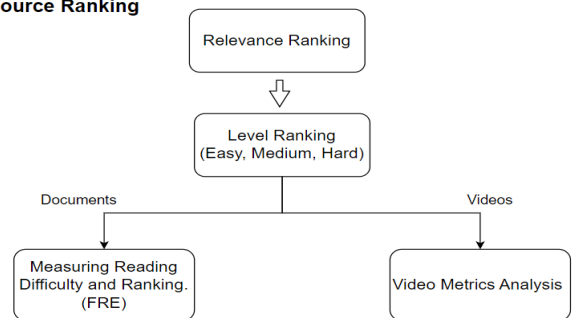 ource Ranking
Relevance Ranking
Level Ranking
(Easy, Medium, Hard)
Documents
Videos
Measuring Reading
Difficulty and Ranking.
(FRE)
Video Metrics Analysis